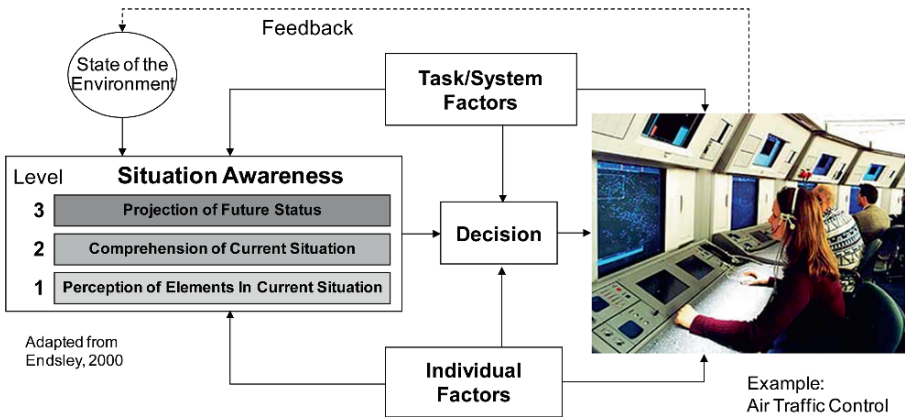 Feedback
State of the
Environment
Task/System
Factors
Level Situation Awareness
3 Projection of Future Status
2 Comprehension of Current Situation
1 Perception of Elements In Current Situation
Decision
Adapted from
Endsley, 2000
Individual
Factors
Example:
Air Traffic Control